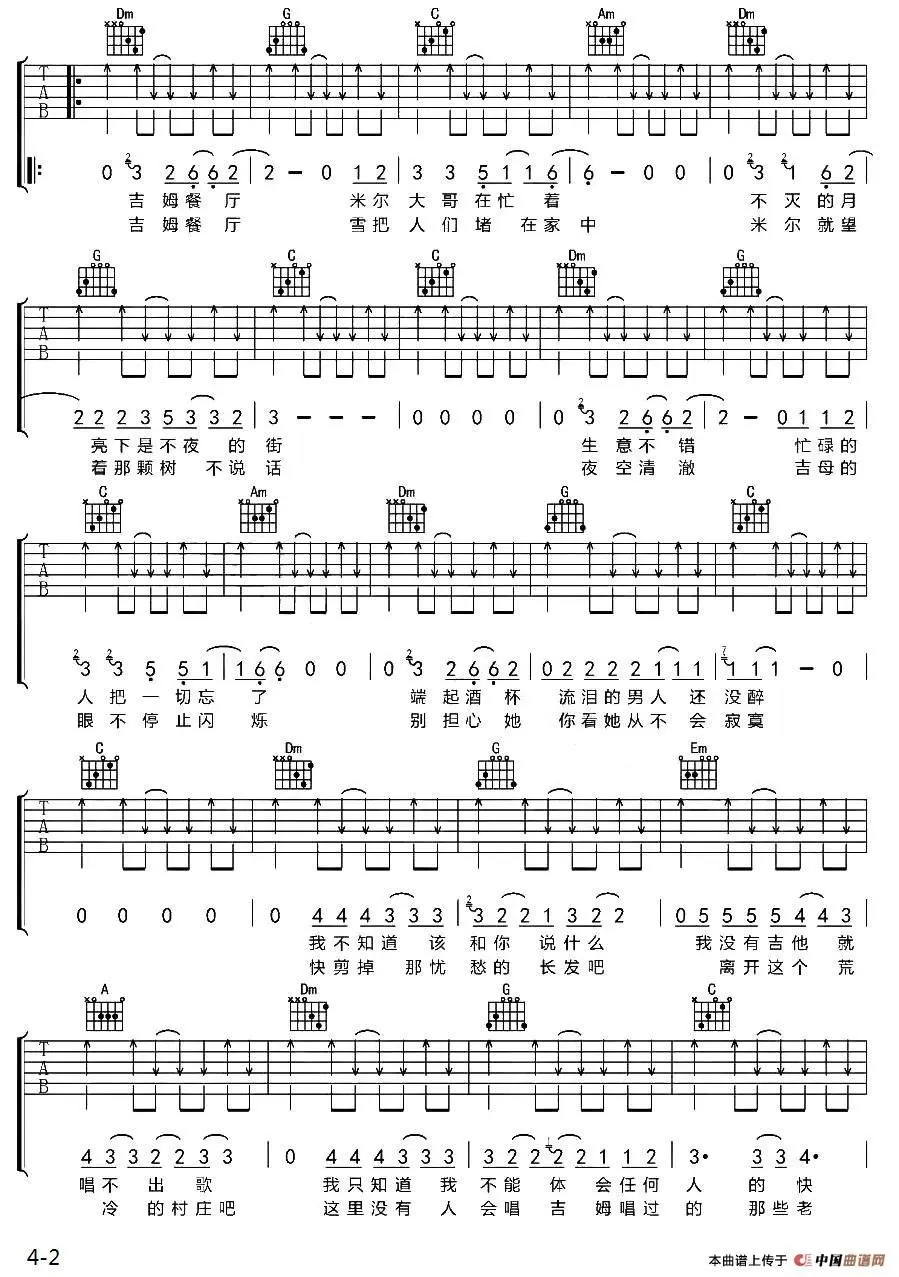 Dm G C Am Dm
T
A
B
0 3 2 6 6 2 | 2 - 0 1 2 | 3 3 5 1 1 6 | 6 - 0 0 | 0 3 1 6 2
吉姆餐厅 米尔大哥在忙着 不灭的月
吉姆餐厅 雪把人们堵在家中 米尔就望
G C C Dm G
T
A
B
2 2 2 3 5 3 3 2 | 3 - - - | 0 0 0 0 | 0 3 2 6 6 2 | 2 - 0 1 1 2
亮下是不夜的街 生意不错 忙碌的
着那颗树不说话 夜空清澈 吉母的
C Am Dm G C
T
A
B
3 3 5 5 1 | 1 6 6 0 0 | 0 3 2 6 6 2 | 0 2 2 2 2 1 1 1 | 1 1 1 - 0
人把一切忘了 端起酒杯 流泪的男人还没醉
眼不停止闪烁 别担心她 你看她从不会寂寞
C Dm G Em
T
A
B
0 0 0 0 | 0 4 4 4 3 3 3 3 | 3 2 2 1 3 2 2 | 0 5 5 5 5 4 4 3
我不知道该和你说什么 我没有吉他就
快剪掉那忧愁的长发吧 离开这个荒
A Dm G C
T
A
B
4 3 3 2 2 3 3 | 0 4 4 4 3 3 3 3 | 3 2 2 2 2 1 1 2 | 3· 3 3 4·
唱不出歌 我只知道我不能体会任何人的快
冷的村庄吧 这里没有人会唱吉姆唱过的那些老
4-2
本曲谱上传于 中国曲谱网